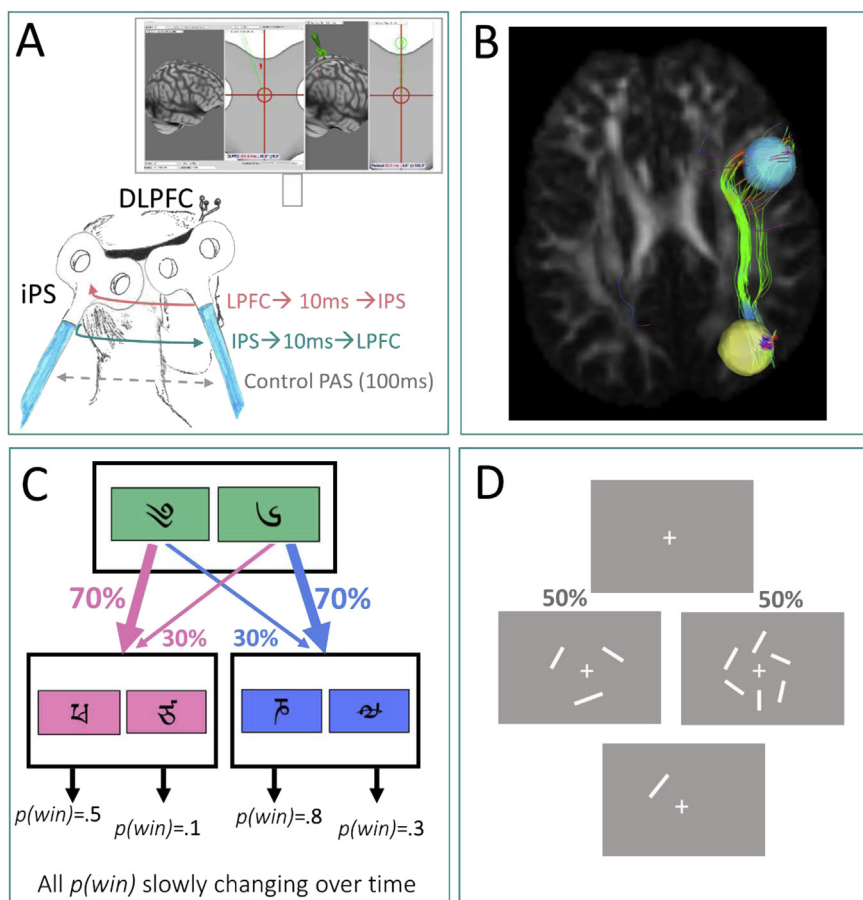 A
DLPFC
iPS
LPFC→ 10ms →IPS
IPS→10ms→LPFC
Control PAS (100ms)
B
C
70%
70%
30%
30%
p(win)=.5
p(win)=.1
p(win)=.8
p(win)=.3
All p(win) slowly changing over time
D
50%
50%